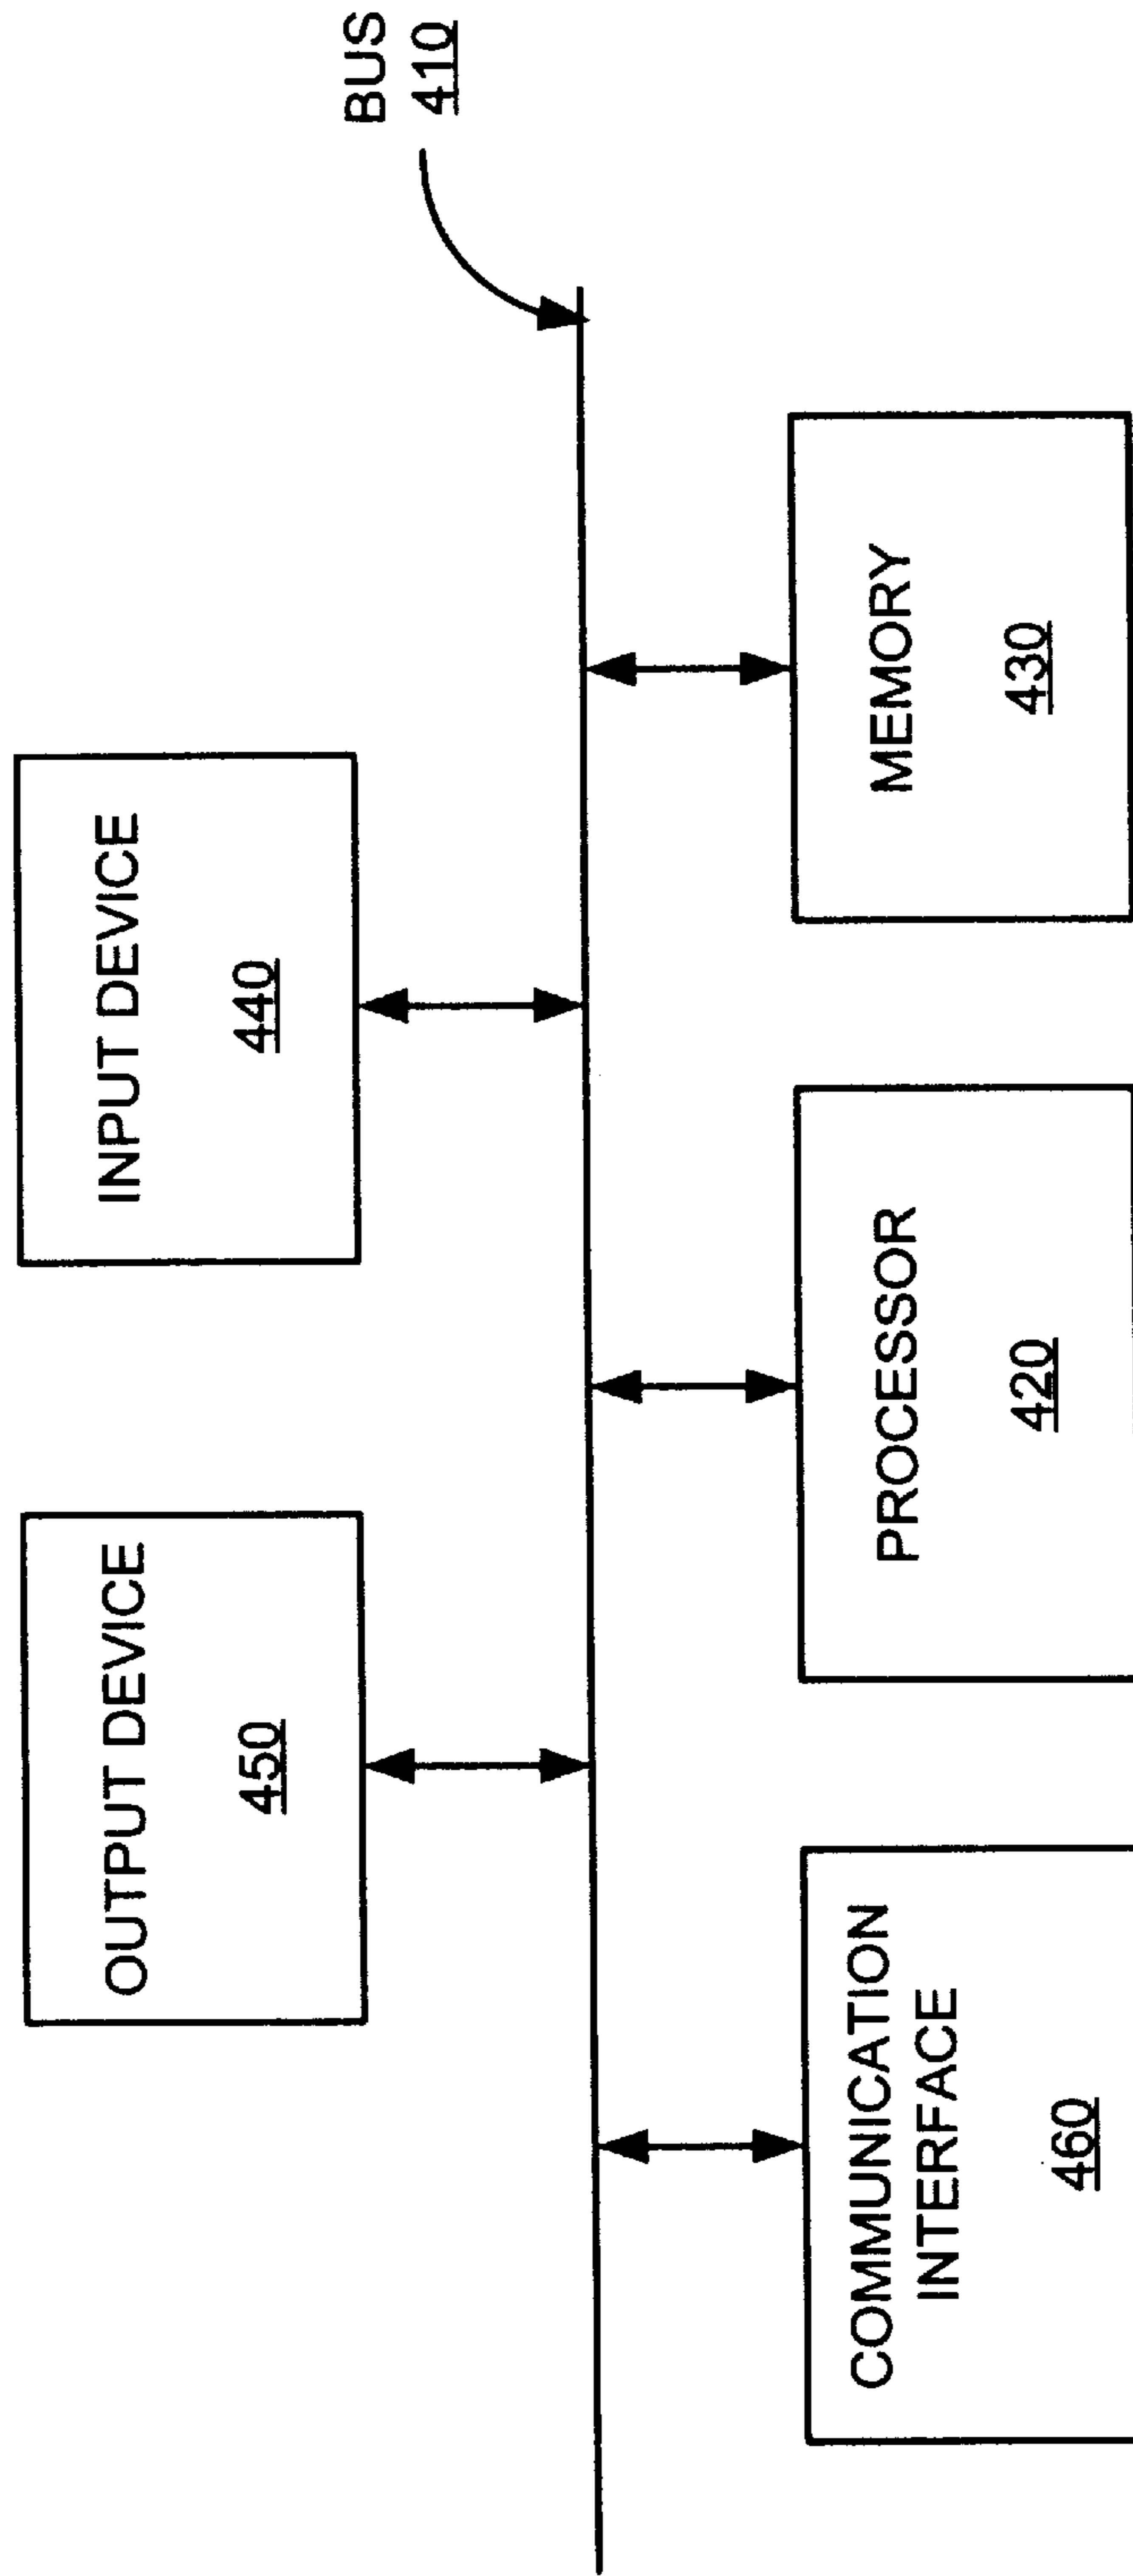 OUTPUT DEVICE
450
INPUT DEVICE
440
BUS
410
COMMUNICATION
INTERFACE
460
PROCESSOR
420
MEMORY
430